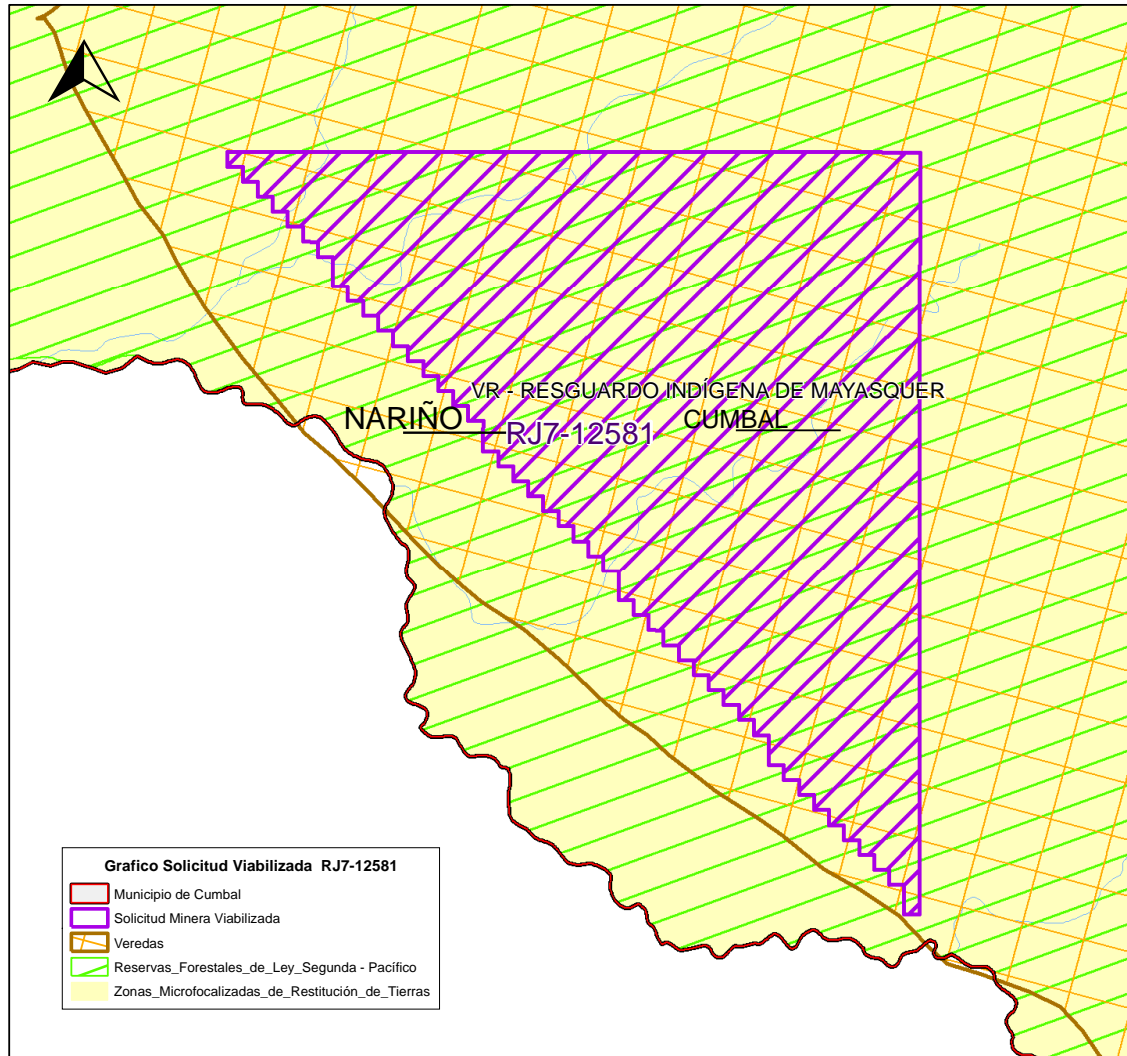 VR - RESGUARDO INDÍGENA DE MAYASQUER
NARIÑO
CUMBAL
RJ7-12581
Grafico Solicitud Viabilizada RJ7-12581
Municipio de Cumbal
Solicitud Minera Viabilizada
Veredas
Reservas_Forestales_de_Ley_Segunda - Pacífico
Zonas_Microfocalizadas_de_Restitución_de_Tierras